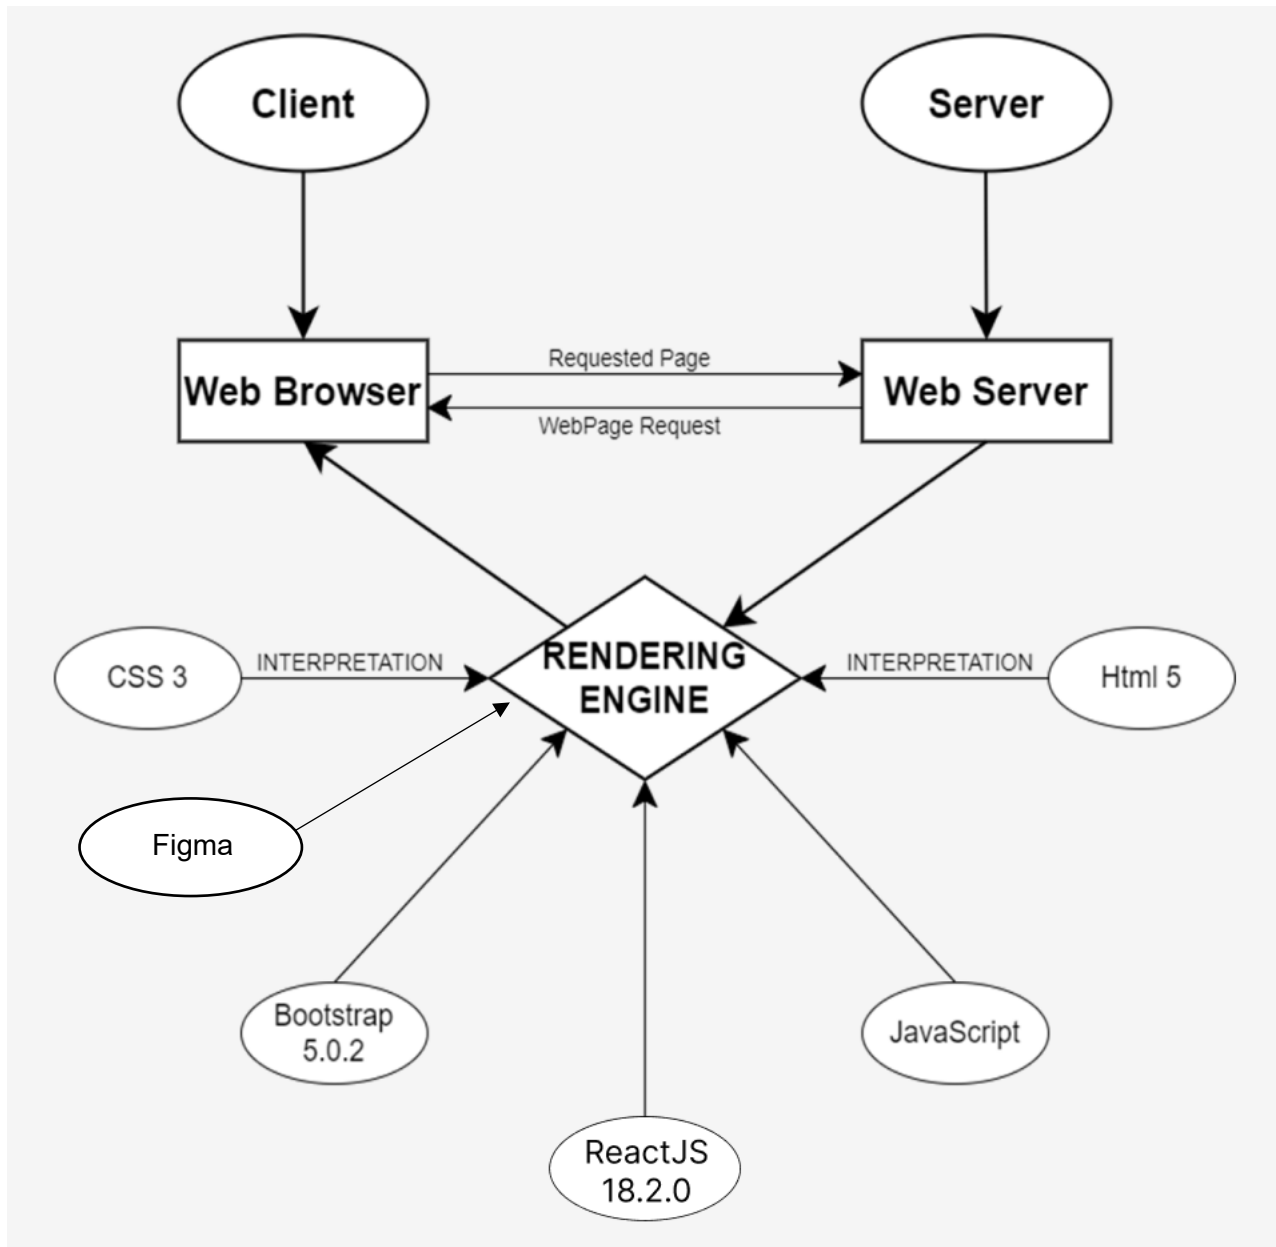 Client
Server
Requested Page
Web Browser
Web Server
WebPage Request
RENDERING
ENGINE
INTERPRETATION
INTERPRETATION
CSS 3
Html 5
Figma
Bootstrap
5.0.2
JavaScript
ReactJS
18.2.0